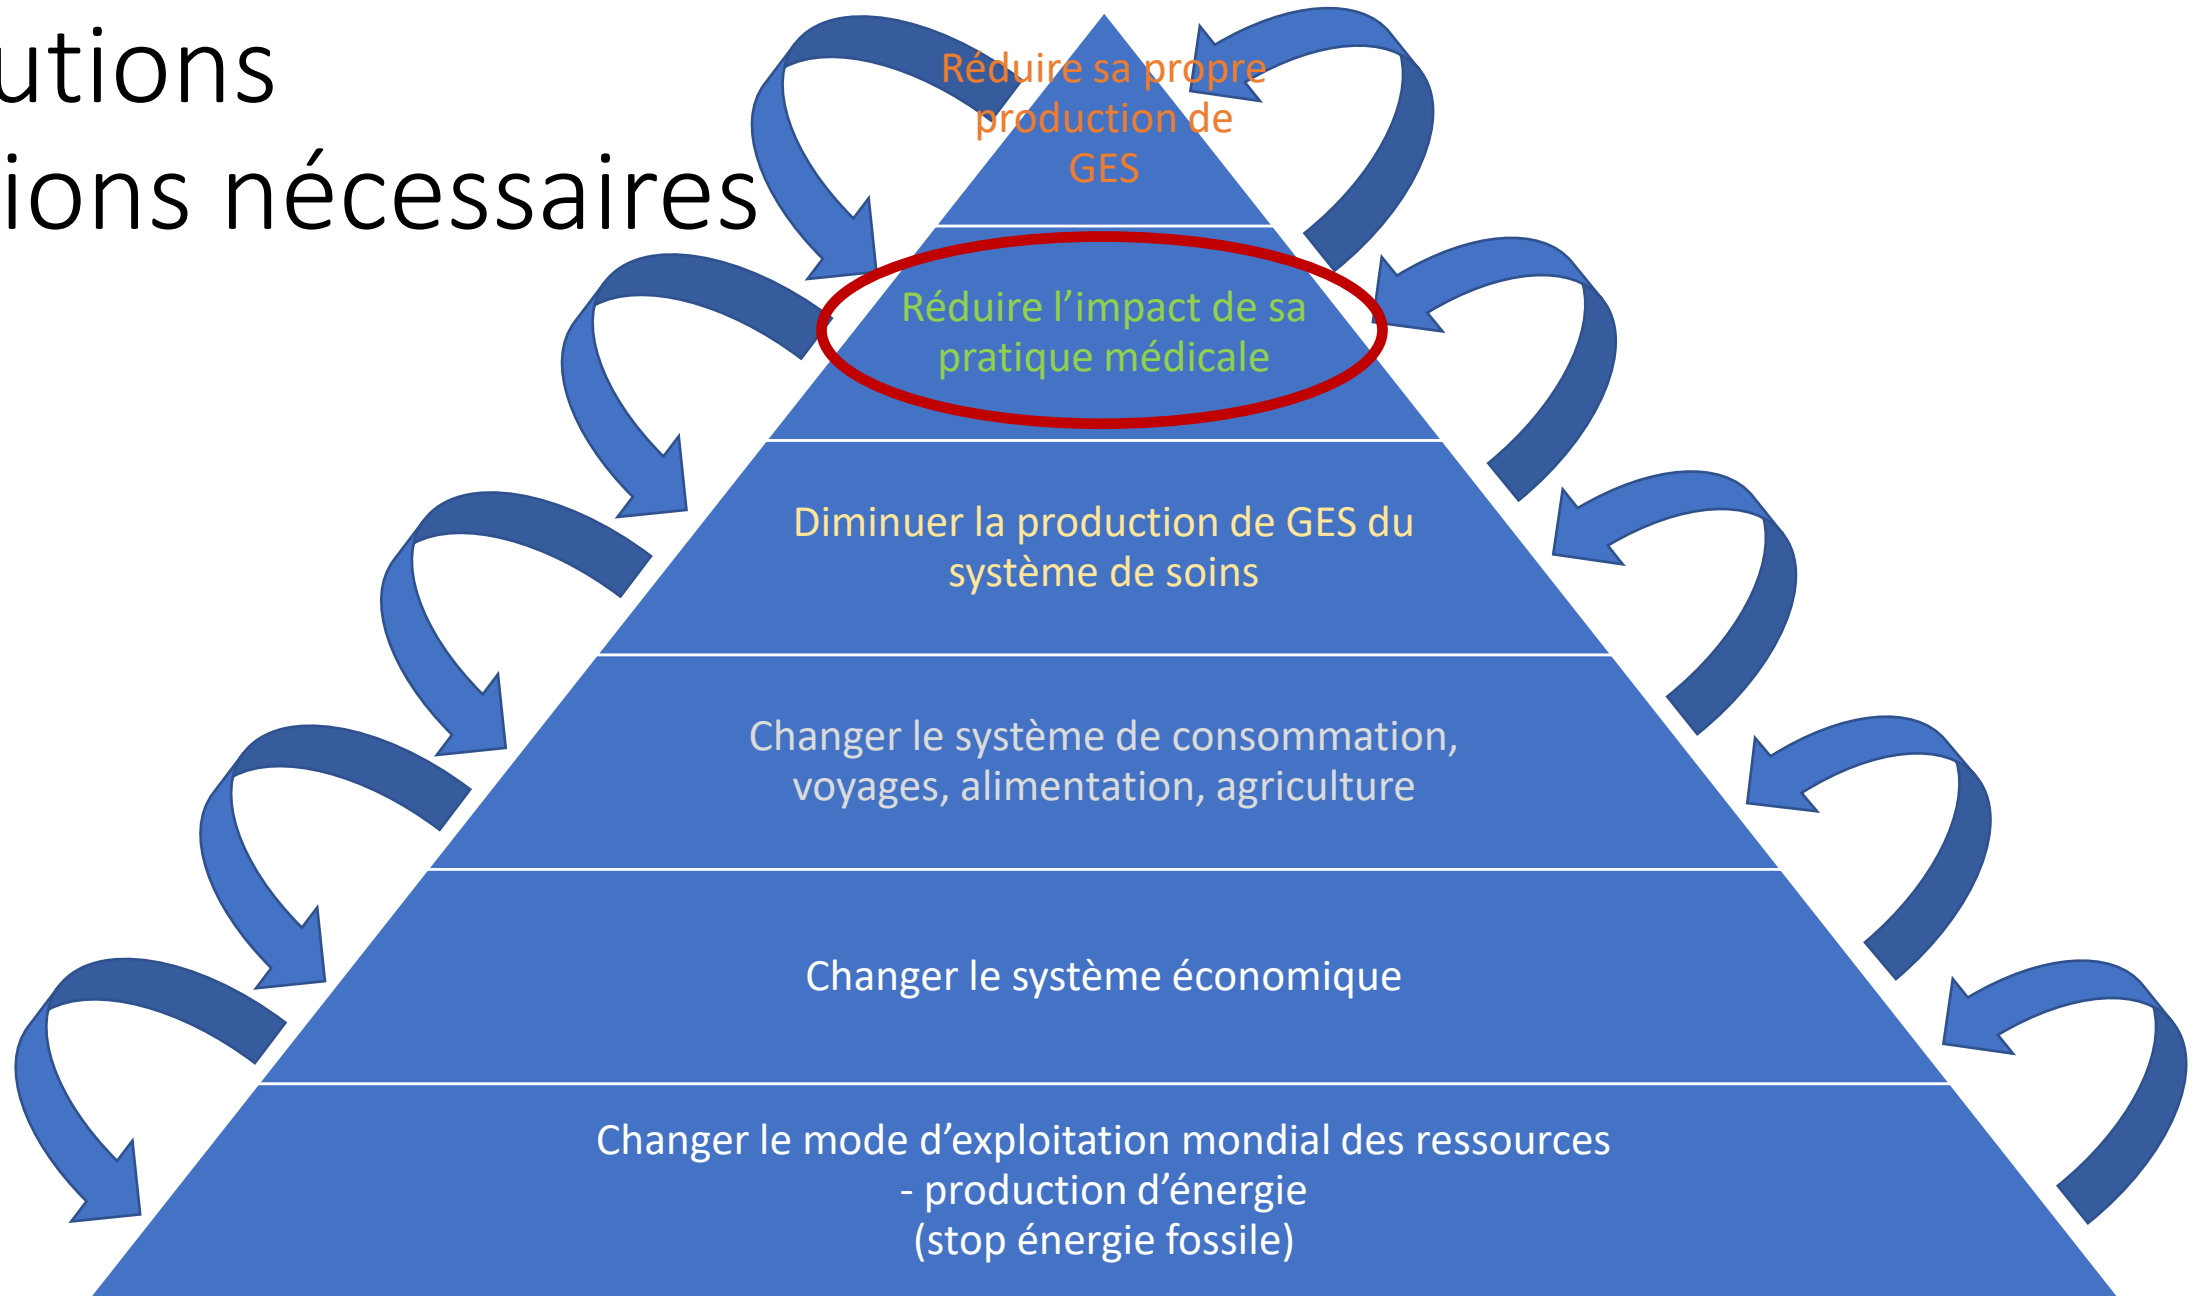 utions
ions nécessaires
Réduire sa propre
production de
GES
Réduire l’impact de sa
pratique médicale
Diminuer la production de GES du
système de soins
Changer le système de consommation,
voyages, alimentation, agriculture
Changer le système économique
Changer le mode d’exploitation mondial des ressources
- production d’énergie
(stop énergie fossile)